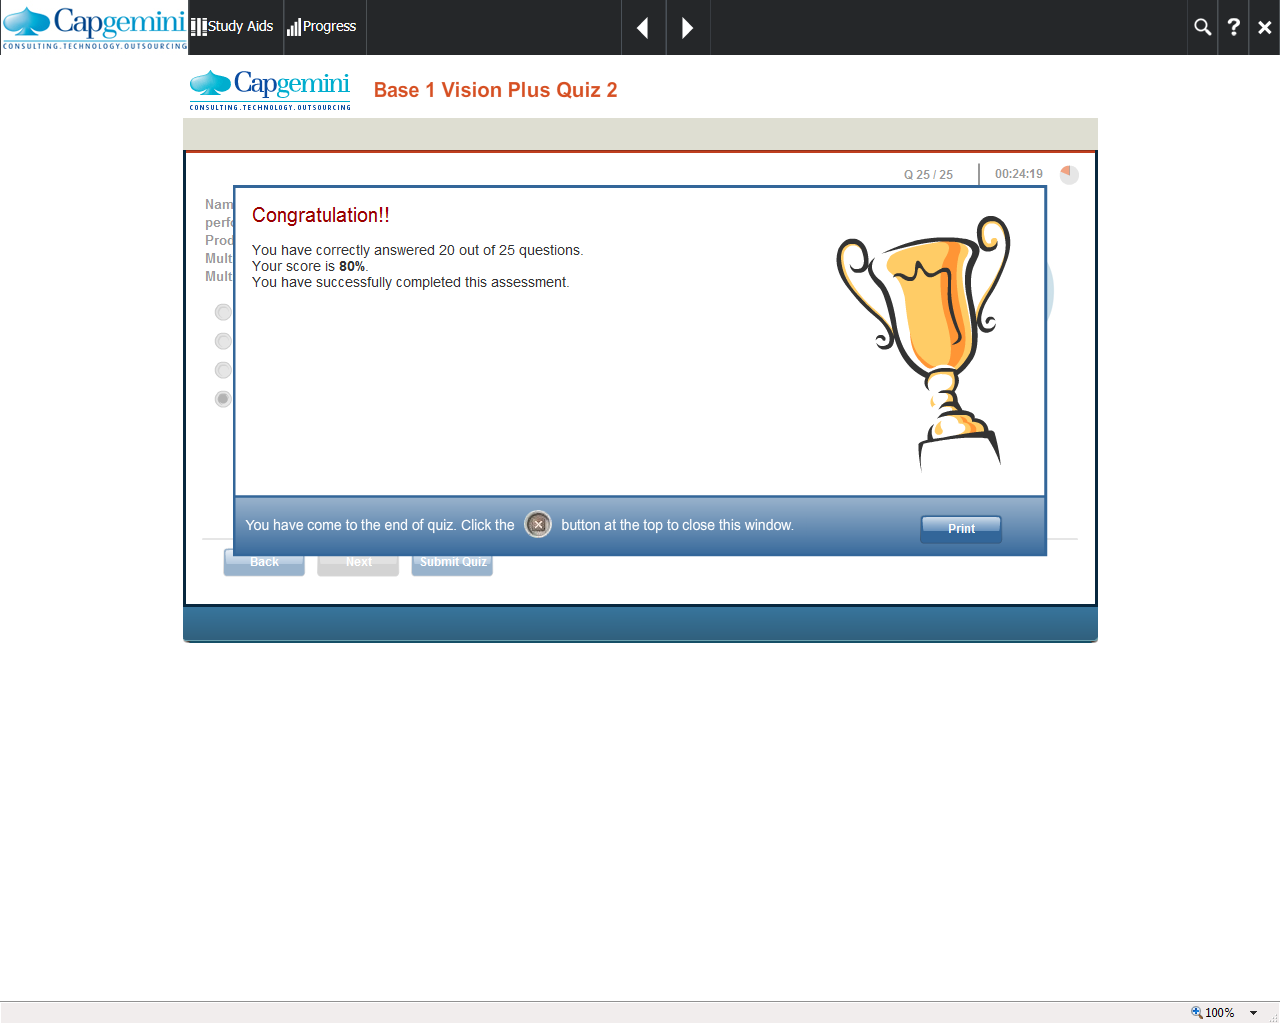 Capgemini
CONSULTING.TECHNOLOGY.OUTSOURCING
Study Aids
Progress
?
Capgemini
CONSULTING.TECHNOLOGY.OUTSOURCING
Base 1 Vision Plus Quiz 2
Q 25 / 25
00:24:19
Nam
perfo
Prod
Mult
Mult
Congratulation!!
You have correctly answered 20 out of 25 questions.
Your score is 80%.
You have successfully completed this assessment.
You have come to the end of quiz. Click the button at the top to close this window.
Print
Back
Next
Submit Quiz
100%